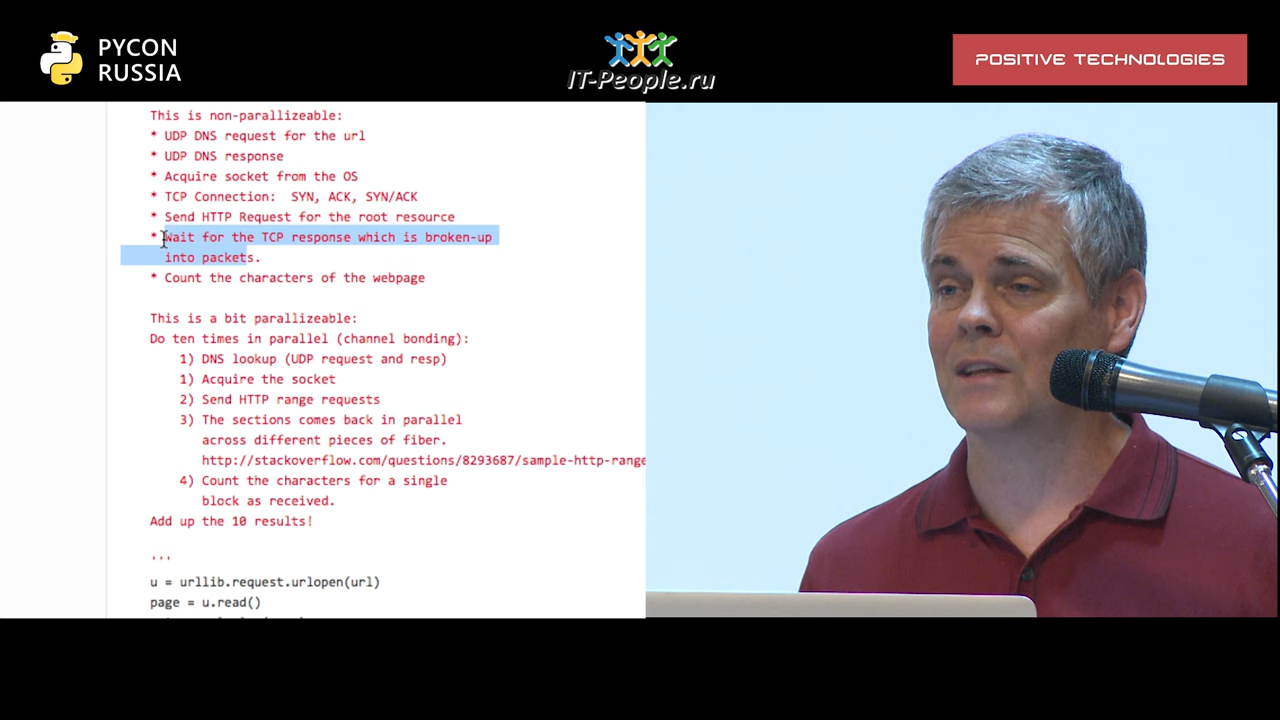 PYCON
RUSSIA
IT-People.ru
POSITIVE TECHNOLOGIES
This is non-parallizeable:
* UDP DNS request for the url
* UDP DNS response
* Acquire socket from the OS
* TCP Connection: SYN, ACK, SYN/ACK
* Send HTTP Request for the root resource
* Wait for the TCP response which is broken-up
into packets.
* Count the characters of the webpage
This is a bit parallizeable:
Do ten times in parallel (channel bonding):
1) DNS lookup (UDP request and resp)
1) Acquire the socket
2) Send HTTP range requests
3) The sections comes back in parallel
across different pieces of fiber.
http://stackoverflow.com/questions/8293687/sample-http-range
4) Count the characters for a single
block as received.
Add up the 10 results!
'''
u = urllib.request.urlopen(url)
page = u.read()